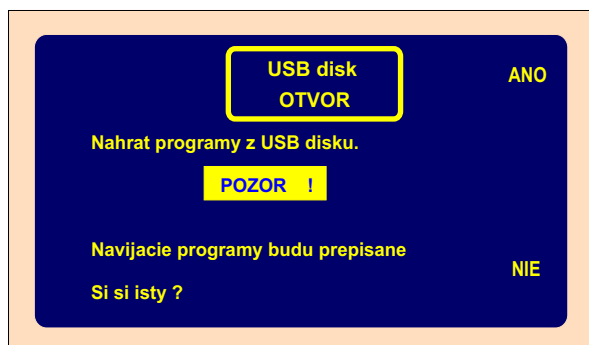 USB disk
OTVOR
ANO
Nahrat programy z USB disku.
POZOR !
Navijacie programy budu prepisane
NIE
Si si isty ?